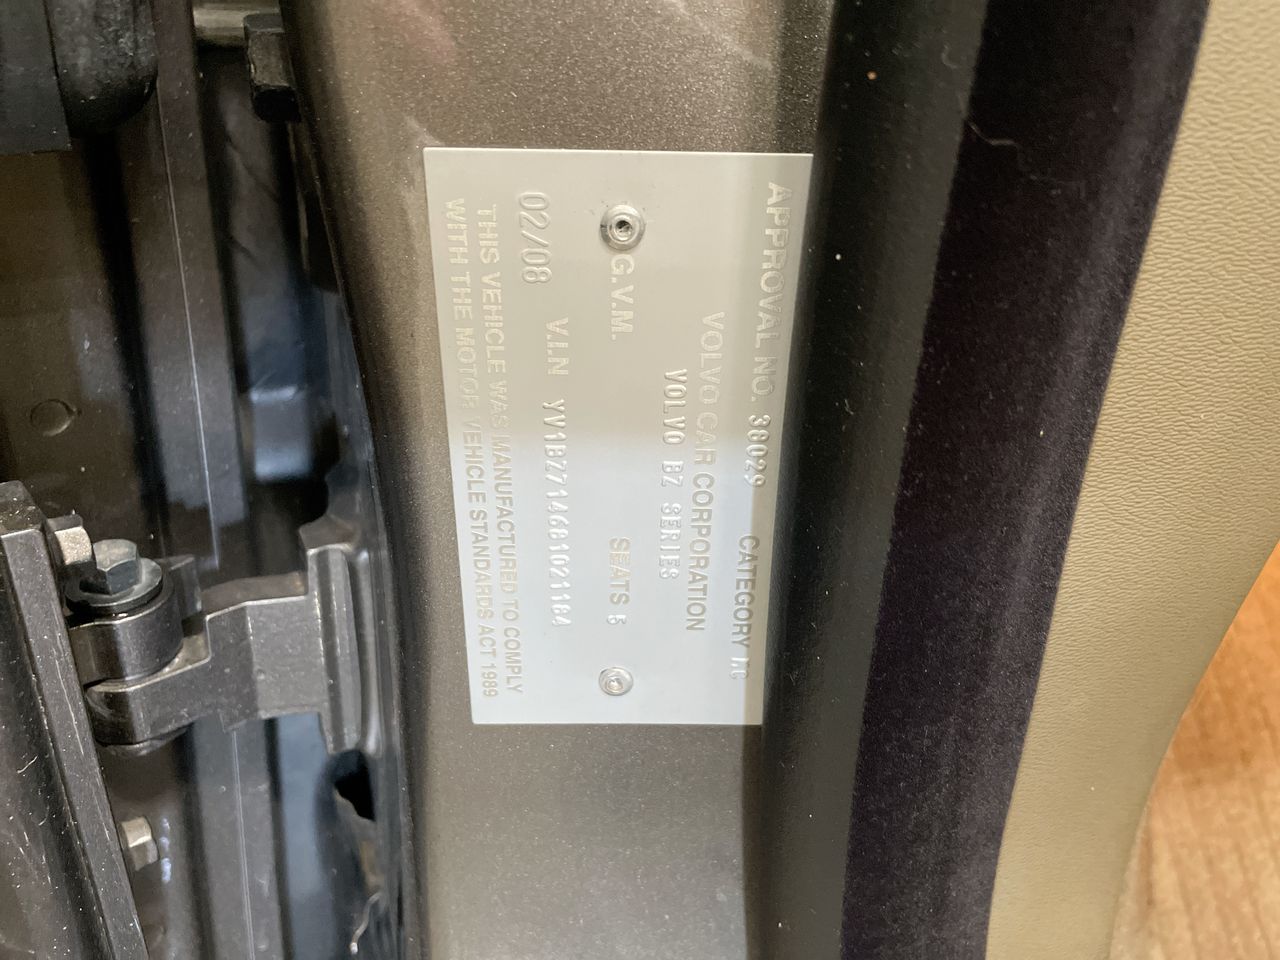 APPROVAL NO. 38029 CATEGORY MC
VOLVO CAR CORPORATION
VOLVO BZ SERIES
G.V.M. SEATS 5
02/08 V.I.N YV1BZ714681021184
THIS VEHICLE WAS MANUFACTURED TO COMPLY
WITH THE MOTOR VEHICLE STANDARDS ACT 1989